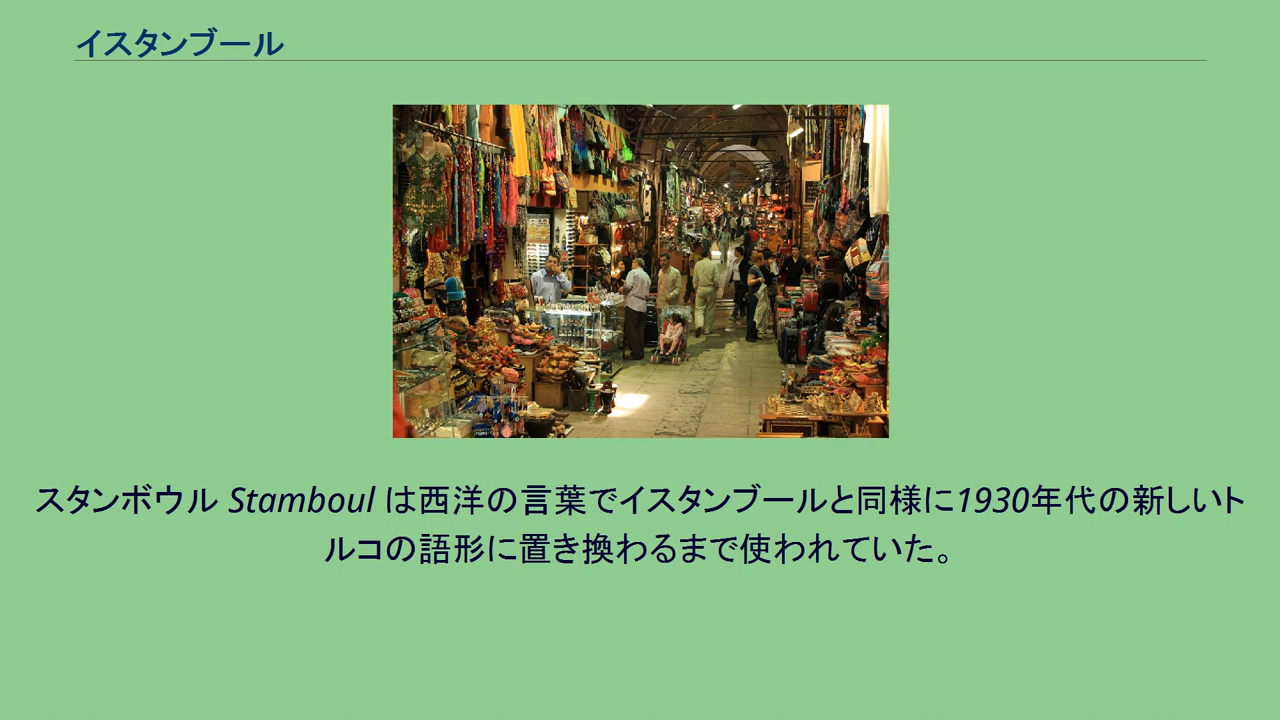 イスタンブール
スタンボウル Stamboul は西洋の言葉でイスタンブールと同様に1930年代の新しいト
ルコの語形に置き換わるまで使われていた。